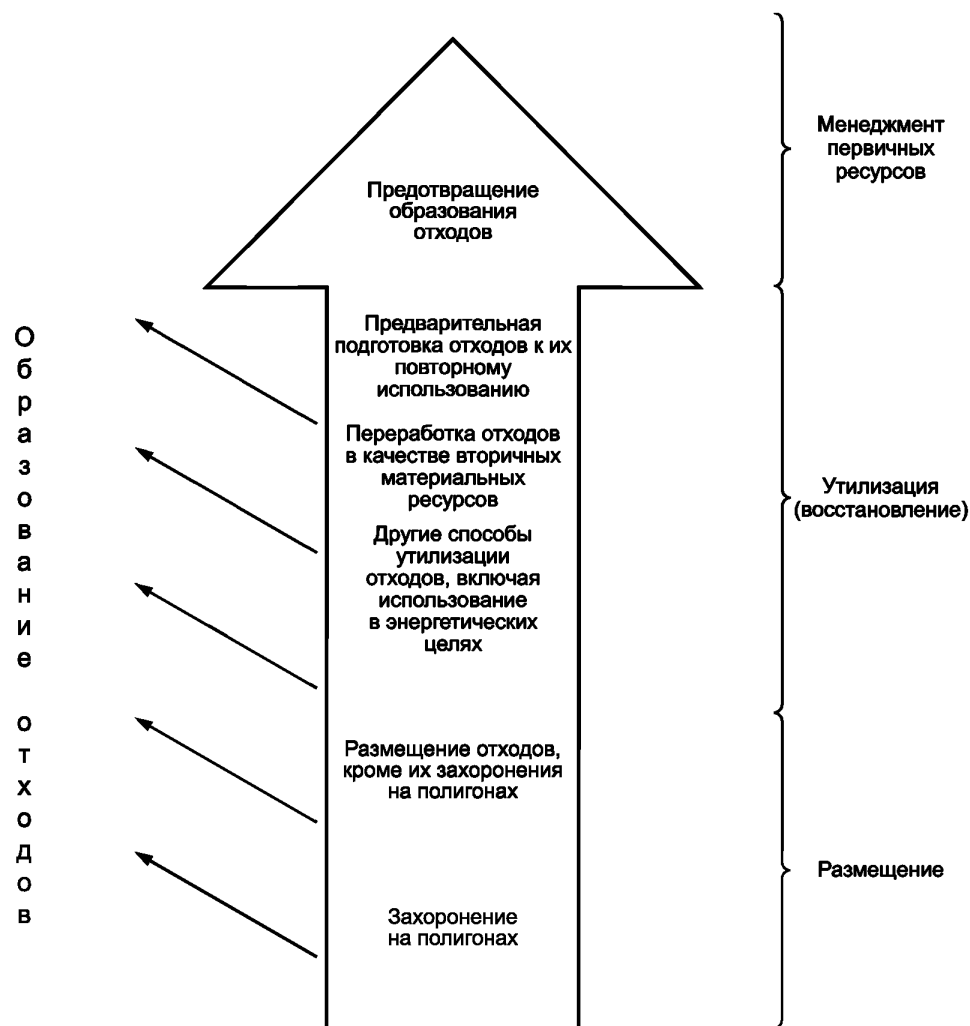 Менеджмент
первичных
ресурсов
Предотвращение
образования
отходов
Образование отходов
Предварительная
подготовка отходов к их
повторному
использованию
Переработка отходов
в качестве вторичных
материальных
ресурсов
Утилизация
(восстановление)
Другие способы
утилизации
отходов, включая
использование
в энергетических
целях
Размещение отходов,
кроме их захоронения
на полигонах
Размещение
Захоронение
на полигонах